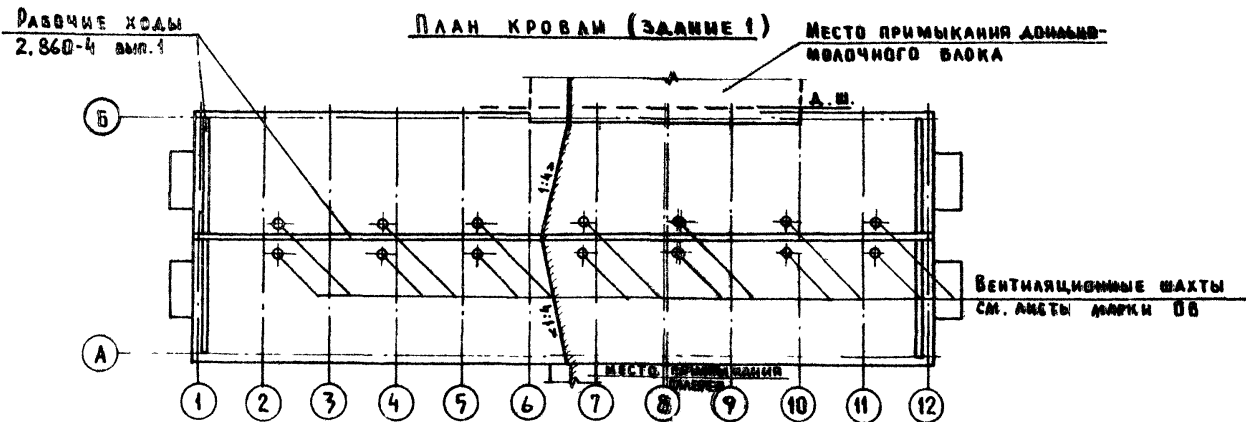 План кровли (здание 1)
Рабочие ходы
2.860-4 вып.1
Место примыкания доильно-
молочного блока
Д.Ш.
Б
1:4
1:4
Вентиляционные шахты
см. листы марки ОВ
А
место примыкания
галереи
1 2 3 4 5 6 7 8 9 10 11 12